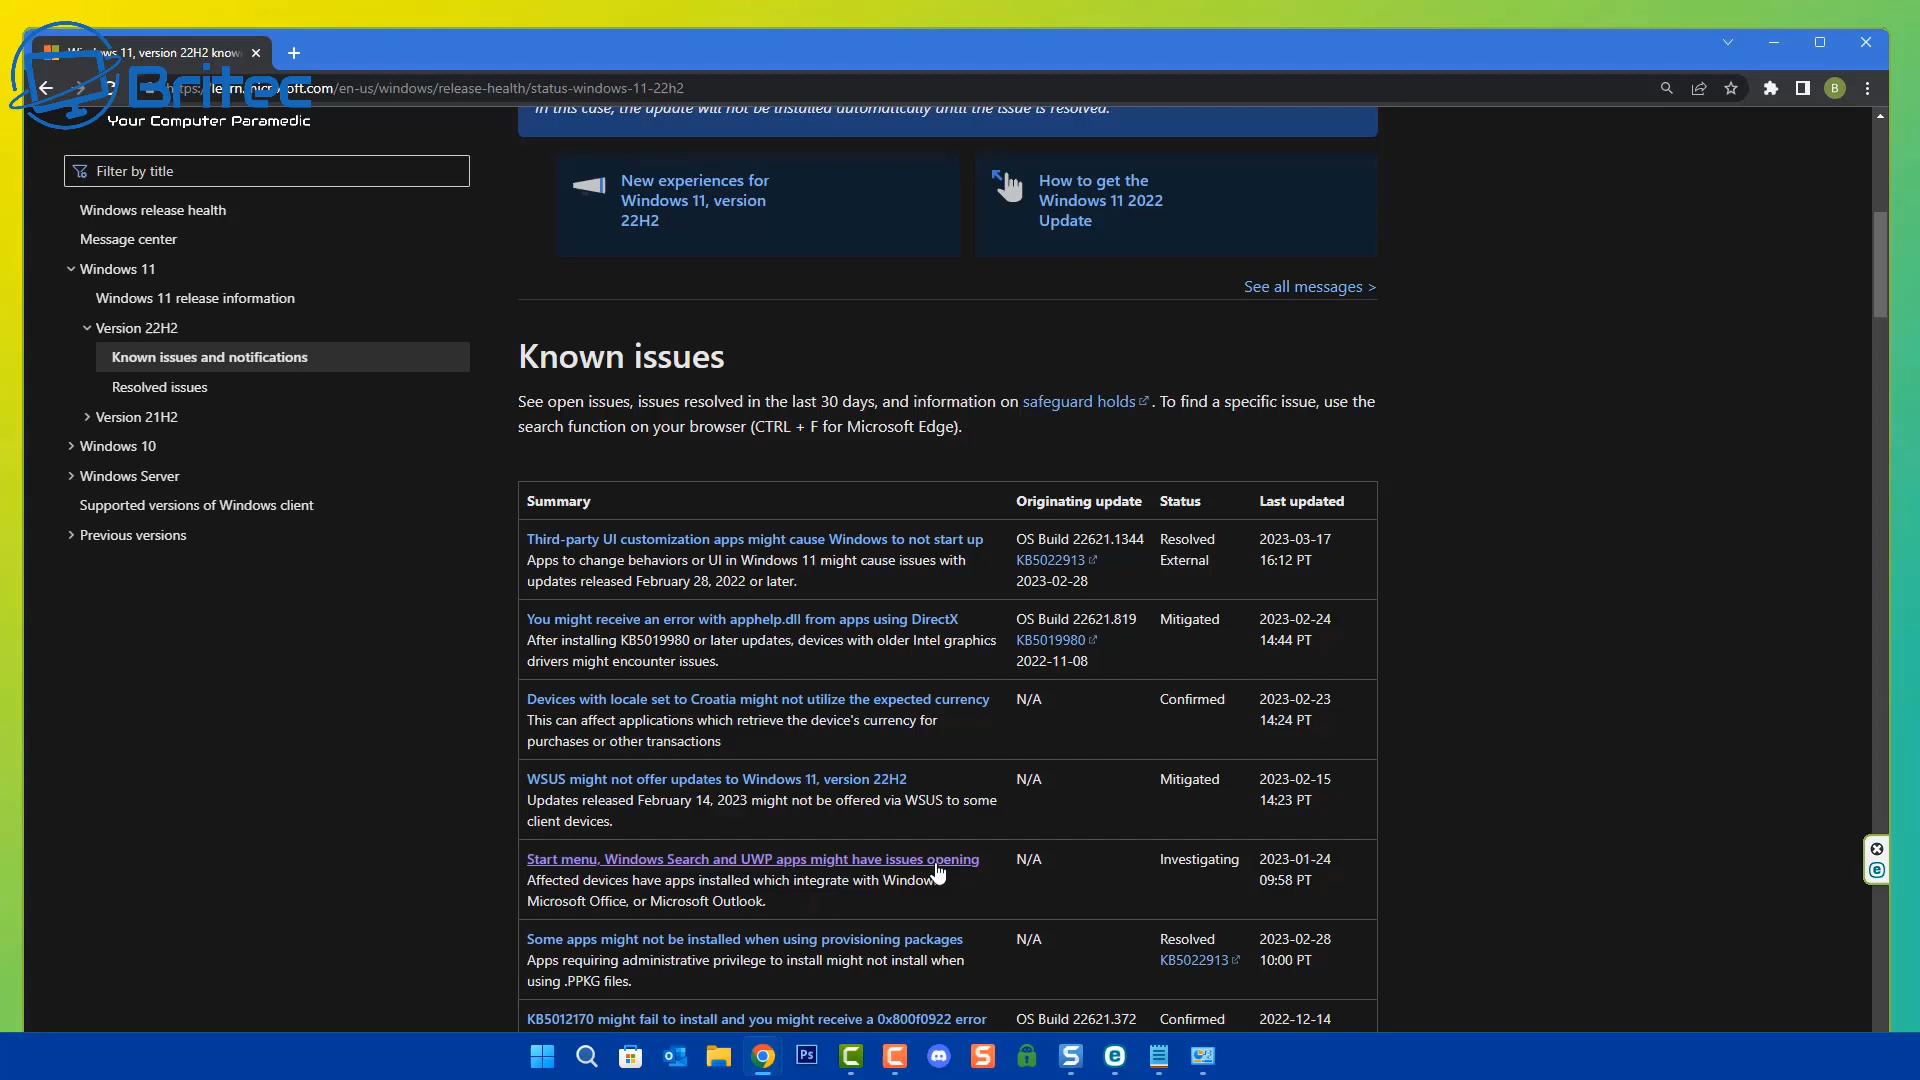 Windows 11, version 22H2 know
Britec
Your Computer Paramedic
https://learn.microsoft.com/en-us/windows/release-health/status-windows-11-22h2
B
In this case, the update will not be installed automatically until the issue is resolved.
Filter by title
Windows release health
Message center
Windows 11
Windows 11 release information
Version 22H2
Known issues and notifications
Resolved issues
Version 21H2
Windows 10
Windows Server
Supported versions of Windows client
Previous versions
New experiences for
Windows 11, version
22H2
How to get the
Windows 11 2022
Update
See all messages >
Known issues
See open issues, issues resolved in the last 30 days, and information on safeguard holds. To find a specific issue, use the
search function on your browser (CTRL + F for Microsoft Edge).
Summary Originating update Status Last updated
Third-party UI customization apps might cause Windows to not start up OS Build 22621.1344 Resolved 2023-03-17
Apps to change behaviors or UI in Windows 11 might cause issues with KB5022913 External 16:12 PT
updates released February 28, 2022 or later. 2023-02-28
You might receive an error with apphelp.dll from apps using DirectX OS Build 22621.819 Mitigated 2023-02-24
After installing KB5019980 or later updates, devices with older Intel graphics KB5019980 14:44 PT
drivers might encounter issues. 2022-11-08
Devices with locale set to Croatia might not utilize the expected currency N/A Confirmed 2023-02-23
This can affect applications which retrieve the device's currency for 14:24 PT
purchases or other transactions
WSUS might not offer updates to Windows 11, version 22H2 N/A Mitigated 2023-02-15
Updates released February 14, 2023 might not be offered via WSUS to some 14:23 PT
client devices.
Start menu, Windows Search and UWP apps might have issues opening N/A Investigating 2023-01-24
Affected devices have apps installed which integrate with Window 09:58 PT
Microsoft Office, or Microsoft Outlook.
Some apps might not be installed when using provisioning packages N/A Resolved 2023-02-28
Apps requiring administrative privilege to install might not install when KB5022913 10:00 PT
using .PPKG files.
KB5012170 might fail to install and you might receive a 0x800f0922 error OS Build 22621.372 Confirmed 2022-12-14
Ps